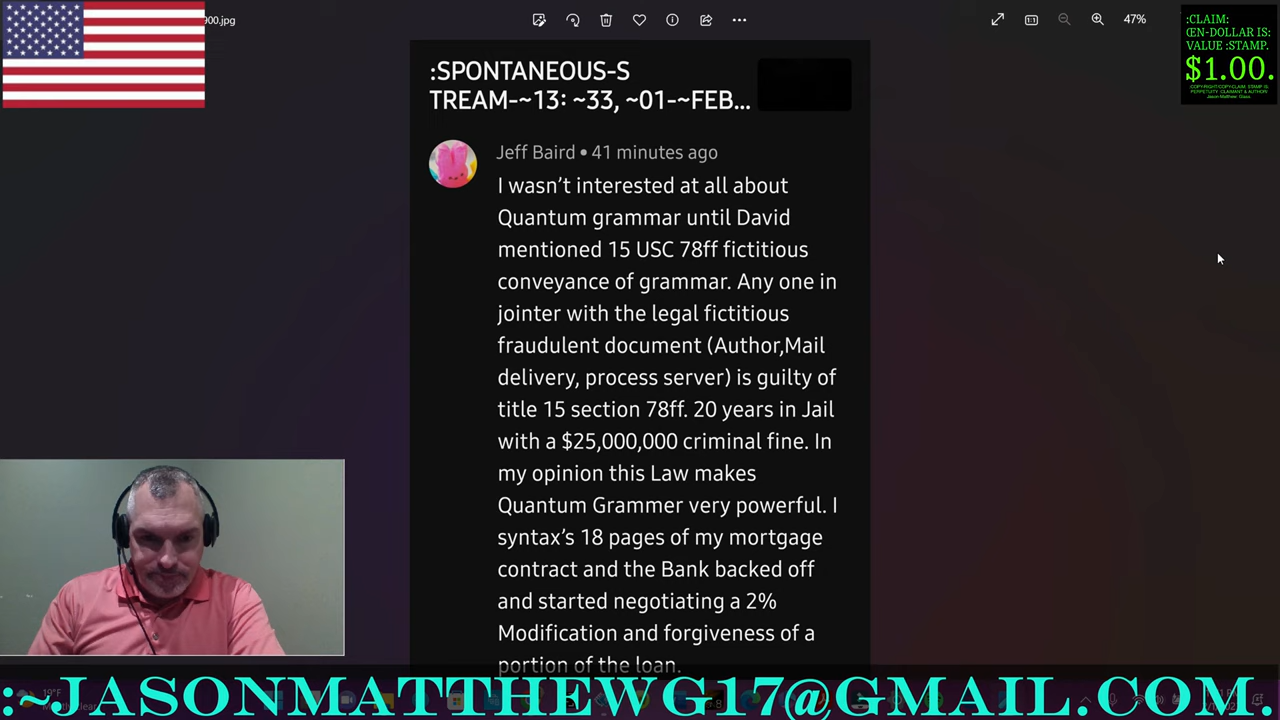 900.jpg
47%
:CLAIM:
ŒN-DOLLAR IS:
VALUE :STAMP.
$1.00.
:SPONTANEOUS-S
TREAM-~13: ~33, ~01-~FEB...
Jeff Baird • 41 minutes ago
I wasn’t interested at all about
Quantum grammar until David
mentioned 15 USC 78ff fictitious
conveyance of grammar. Any one in
jointer with the legal fictitious
fraudulent document (Author,Mail
delivery, process server) is guilty of
title 15 section 78ff. 20 years in Jail
with a $25,000,000 criminal fine. In
my opinion this Law makes
Quantum Grammer very powerful. I
syntax’s 18 pages of my mortgage
contract and the Bank backed off
and started negotiating a 2%
Modification and forgiveness of a
portion of the loan.
19°F
:~JASONMATTHEWG17@GMAIL.COM.